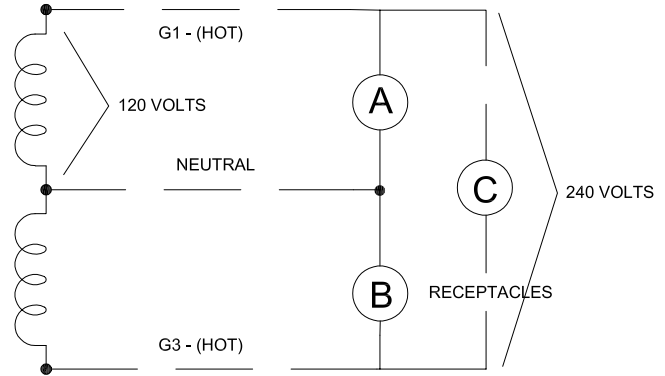 G1 - (HOT)
A
120 VOLTS
NEUTRAL
C
240 VOLTS
B
RECEPTACLES
G3 - (HOT)